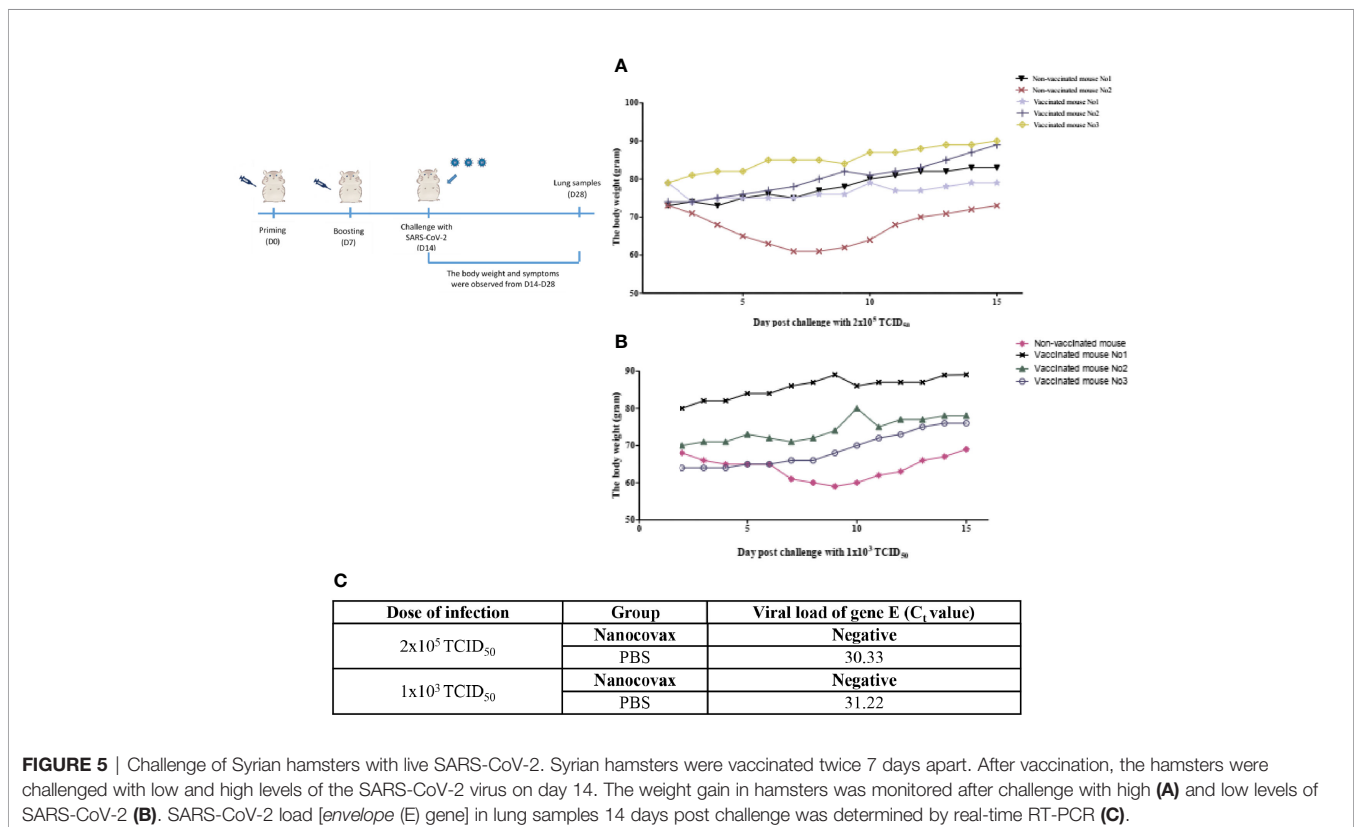 A
Non-vaccinated mouse No1
Non-vaccinated mouse No2
Vaccinated mouse No1
Vaccinated mouse No2
Vaccinated mouse No3
100
90
80
70
60
50
The body weight (gram)
5
10
15
Day post challenge with 2x10⁵ TCID₅₀
Priming
(D0)
Boosting
(D7)
Challenge with
SARS-CoV-2
(D14)
Lung samples
(D28)
The body weight and symptoms
were observed from D14-D28
B
Non-vaccinated mouse
Vaccinated mouse No1
Vaccinated mouse No2
Vaccinated mouse No3
90
80
70
60
50
The body weight (gram)
0
5
10
15
Day post challenge with 1x10³ TCID₅₀
C
Dose of infection Group Viral load of gene E (Cₜ value)
2x10⁵ TCID₅₀ Nanocovax Negative
PBS 30.33
1x10³ TCID₅₀ Nanocovax Negative
PBS 31.22
FIGURE 5 | Challenge of Syrian hamsters with live SARS-CoV-2. Syrian hamsters were vaccinated twice 7 days apart. After vaccination, the hamsters were
challenged with low and high levels of the SARS-CoV-2 virus on day 14. The weight gain in hamsters was monitored after challenge with high (A) and low levels of
SARS-CoV-2 (B). SARS-CoV-2 load [envelope (E) gene] in lung samples 14 days post challenge was determined by real-time RT-PCR (C).